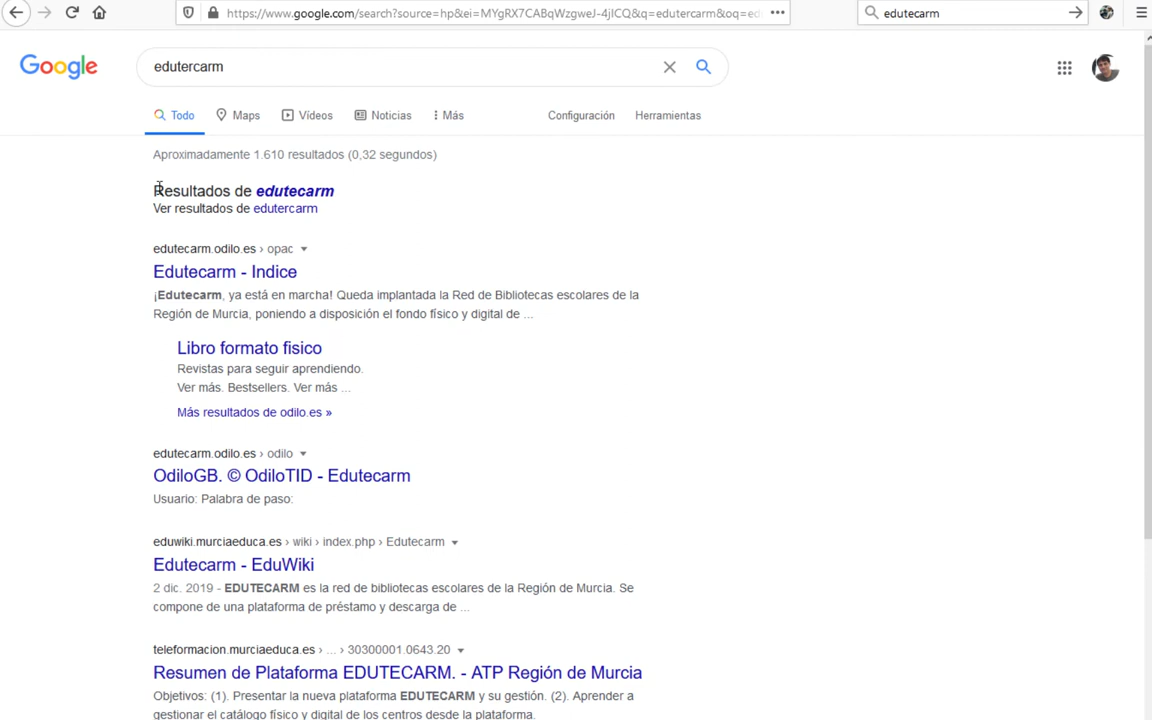 https://www.google.com/search?source=hp&ei=MYgRX7CABqWzgweJ-4jICQ&q=edutercarm&oq=ed
edutecarm
Google
edutercarm
Todo Maps Vídeos Noticias Más Configuración Herramientas
Aproximadamente 1.610 resultados (0,32 segundos)
Resultados de edutecarm
Ver resultados de edutercarm
edutecarm.odilo.es › opac
Edutecarm - Indice
¡Edutecarm, ya está en marcha! Queda implantada la Red de Bibliotecas escolares de la
Región de Murcia, poniendo a disposición el fondo físico y digital de ...
Libro formato fisico
Revistas para seguir aprendiendo.
Ver más. Bestsellers. Ver más ...
Más resultados de odilo.es »
edutecarm.odilo.es › odilo
OdiloGB. © OdiloTID - Edutecarm
Usuario: Palabra de paso:
eduwiki.murciaeduca.es › wiki › index.php › Edutecarm
Edutecarm - EduWiki
2 dic. 2019 - EDUTECARM es la red de bibliotecas escolares de la Región de Murcia. Se
compone de una plataforma de préstamo y descarga de ...
teleformacion.murciaeduca.es › ... › 30300001.0643.20
Resumen de Plataforma EDUTECARM. - ATP Región de Murcia
Objetivos: (1). Presentar la nueva plataforma EDUTECARM y su gestión. (2). Aprender a
gestionar el catálogo físico y digital de los centros desde la plataforma.